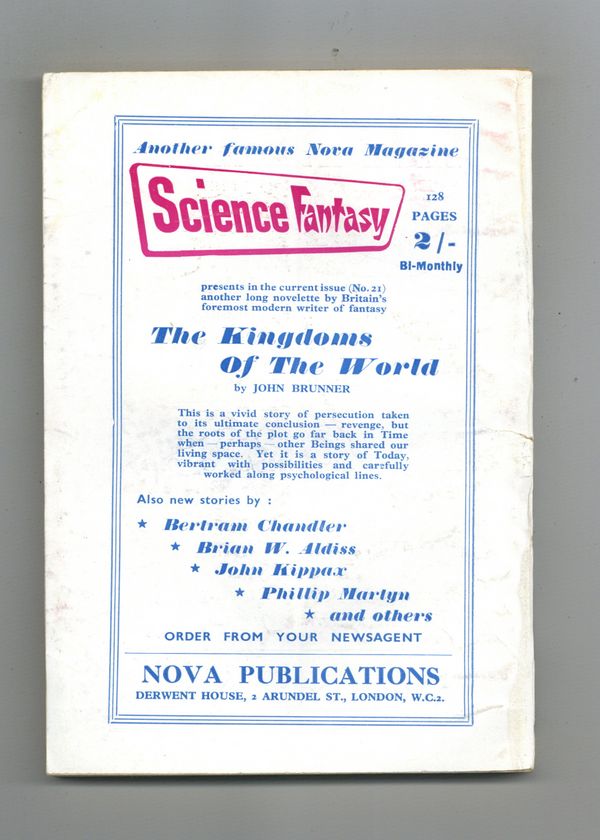 Another famous Nova Magazine
Science Fantasy
128
PAGES
2/-
Bi-Monthly
presents in the current issue (No. 21)
another long novelette by Britain's
foremost modern writer of fantasy
The Kingdoms
Of The World
by JOHN BRUNNER
This is a vivid story of persecution taken
to its ultimate conclusion — revenge, but
the roots of the plot go far back in Time
when — perhaps — other Beings shared our
living space. Yet it is a story of Today,
vibrant with possibilities and carefully
worked along psychological lines.
Also new stories by :
★ Bertram Chandler
★ Brian W. Aldiss
★ John Kippax
★ Phillip Martyn
★ and others
ORDER FROM YOUR NEWSAGENT
NOVA PUBLICATIONS
DERWENT HOUSE, 2 ARUNDEL ST., LONDON, W.C.2.